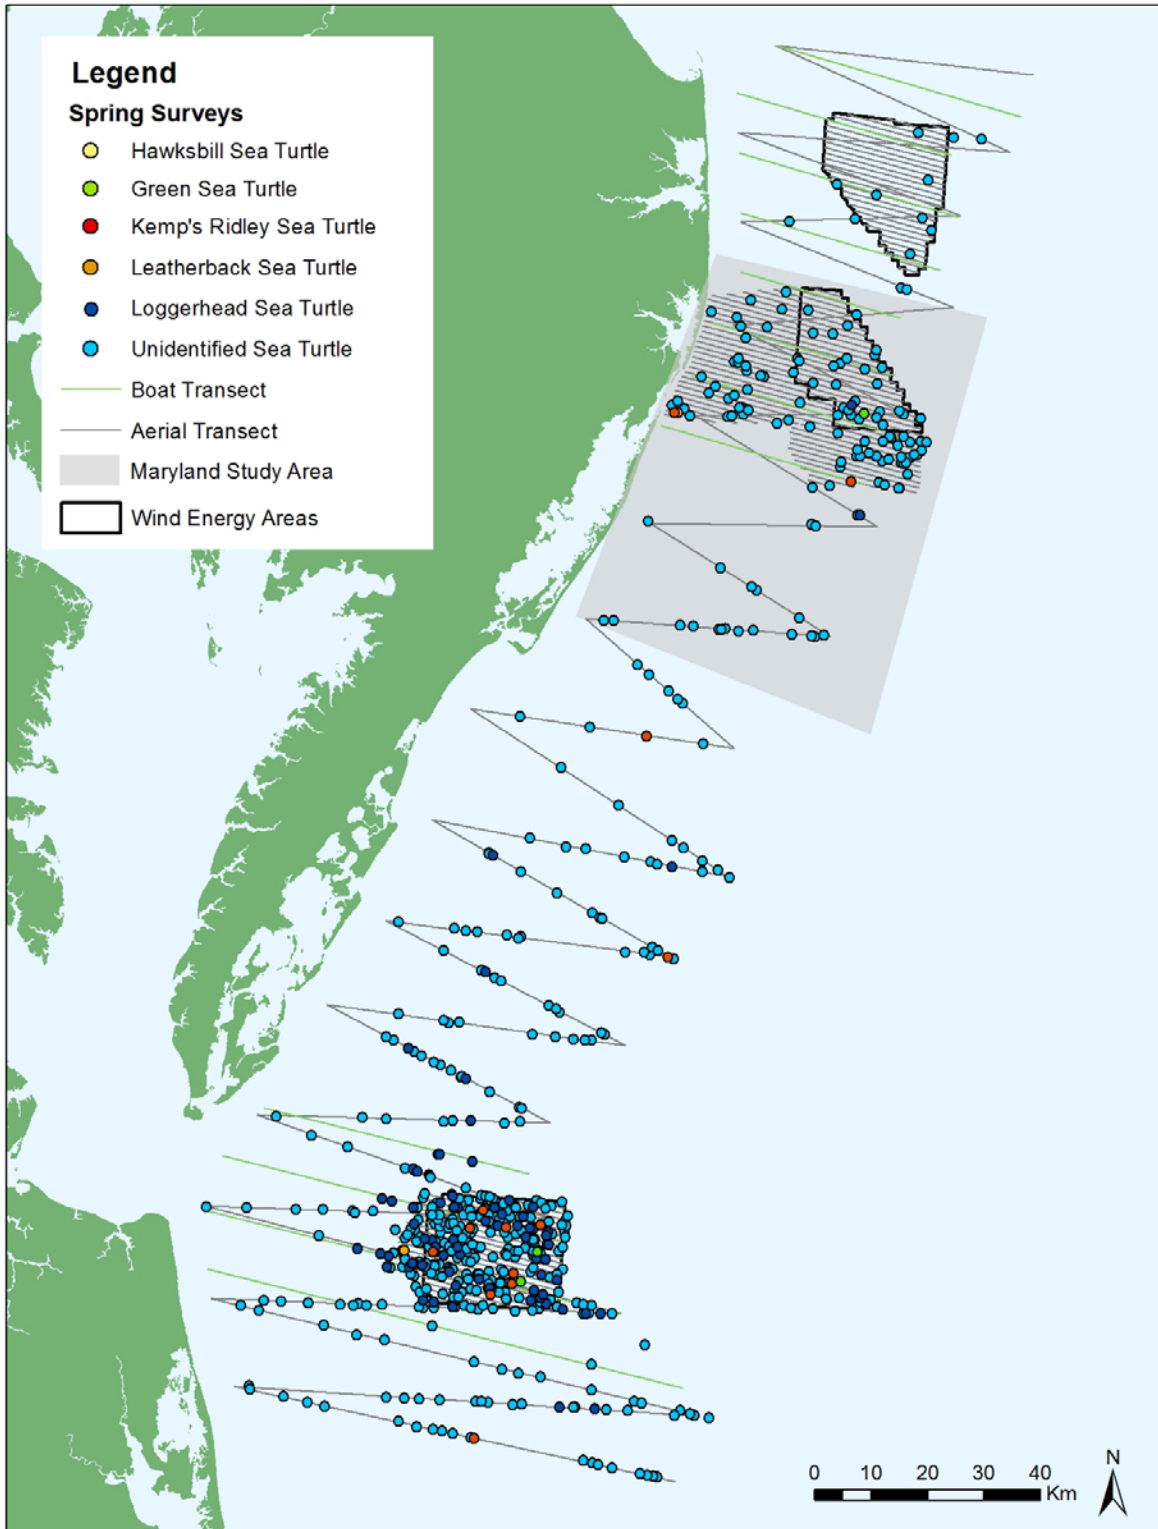 Legend
Spring Surveys
Hawksbill Sea Turtle
Green Sea Turtle
Kemp's Ridley Sea Turtle
Leatherback Sea Turtle
Loggerhead Sea Turtle
Unidentified Sea Turtle
Boat Transect
Aerial Transect
Maryland Study Area
Wind Energy Areas
N
0 10 20 30 40
Km